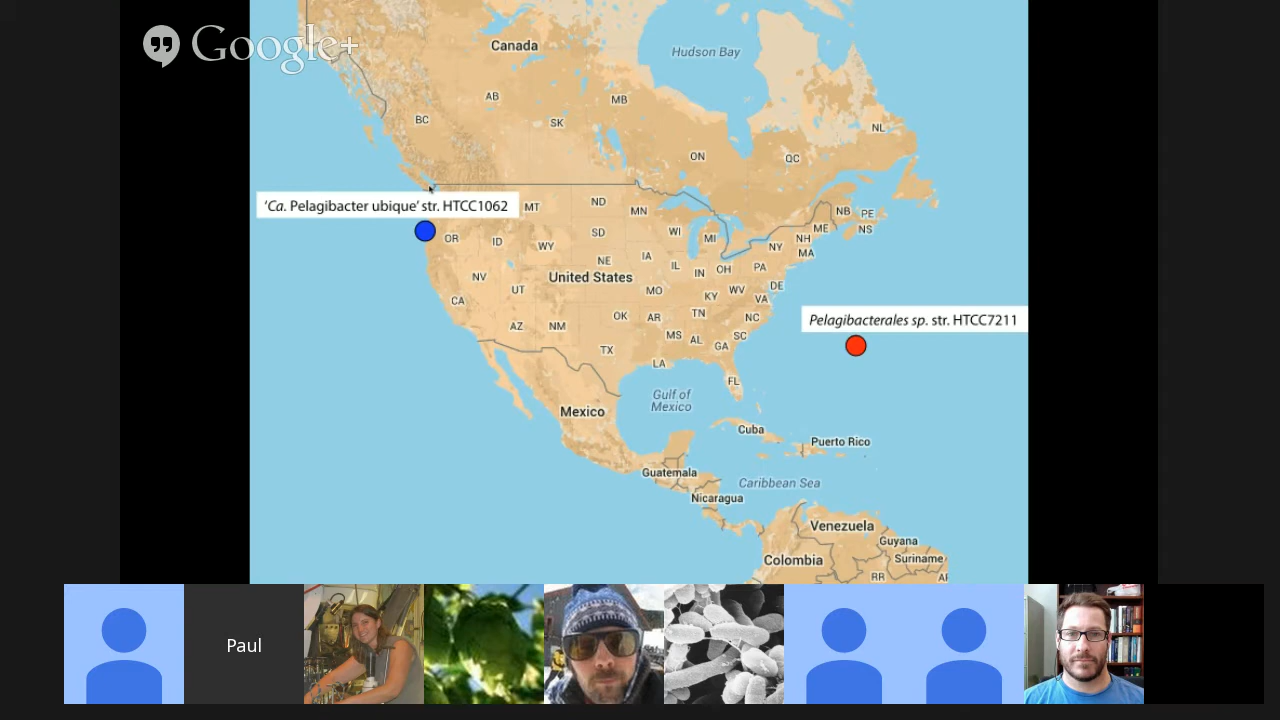 Google+
Canada
Hudson Bay
AB
MB
BC
SK
NL
ON
QC
'Ca. Pelagibacter ubique' str. HTCC1062
MT
ND
MN
NB
PE
ME
NS
OR
ID
WY
SD
WI
MI
NH
NY
MA
NE
IA
IL
IN
OH
PA
United States
NV
UT
MO
KY
WV
DE
VA
CA
OK
AR
TN
NC
Pelagibacterales sp. str. HTCC7211
AZ
NM
MS
AL
GA
SC
TX
LA
FL
Gulf of
Mexico
Mexico
Cuba
Puerto Rico
Guatemala
Caribbean Sea
Nicaragua
Venezuela
Guyana
Colombia
Suriname
RR
AP
Paul